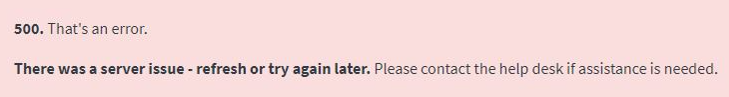 500. That's an error.
There was a server issue - refresh or try again later. Please contact the help desk if assistance is needed.